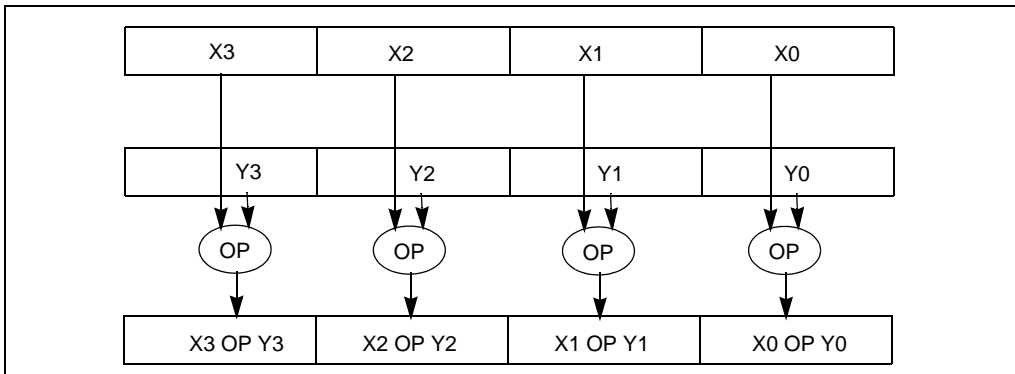 X3 X2 X1 X0
Y3 Y2 Y1 Y0
OP OP OP OP
X3 OP Y3 X2 OP Y2 X1 OP Y1 X0 OP Y0